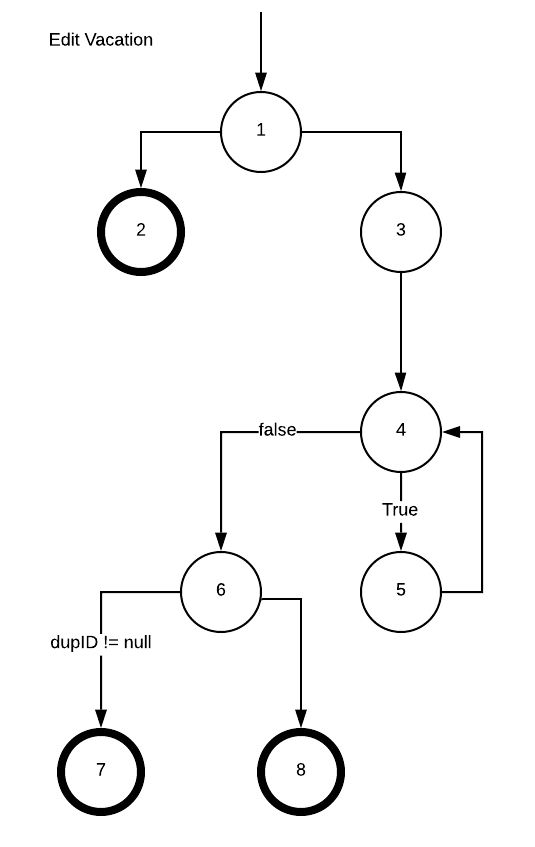 Edit Vacation
1
2
3
false
4
True
6
5
dupID != null
7
8